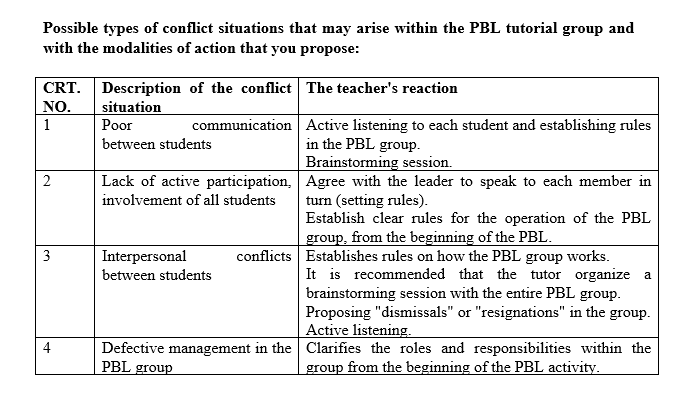 Possible types of conflict situations that may arise within the PBL tutorial group and
with the modalities of action that you propose:
CRT. NO.
Description of the conflict situation
The teacher's reaction
1
Poor communication
between students
Active listening to each student and establishing rules
in the PBL group.
Brainstorming session.
2
Lack of active participation,
involvement of all students
Agree with the leader to speak to each member in
turn (setting rules).
Establish clear rules for the operation of the PBL
group, from the beginning of the PBL.
3
Interpersonal conflicts
between students
Establishes rules on how the PBL group works.
It is recommended that the tutor organize a
brainstorming session with the entire PBL group.
Proposing "dismissals" or "resignations" in the group.
Active listening.
4
Defective management in the
PBL group
Clarifies the roles and responsibilities within the
group from the beginning of the PBL activity.